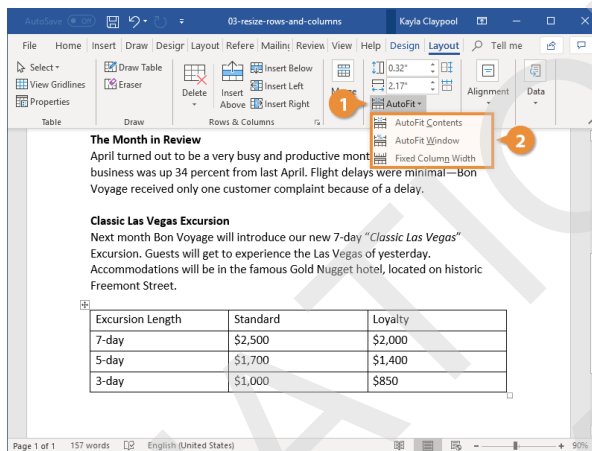 AutoSave Off 03-resize-rows-and-columns Kayla Claypool
File Home Insert Draw Desigr Layout Refere Mailing Review View Help Design Layout Tell me
Select Draw Table Insert Below 0.32"
View Gridlines Eraser Delete Insert Insert Left 2.17" Alignment Data
Properties Above Insert Right 1 AutoFit
Table Draw Rows & Columns
AutoFit Contents
AutoFit Window 2
Fixed Column Width
The Month in Review
April turned out to be a very busy and productive mont
business was up 34 percent from last April. Flight delays were minimal—Bon
Voyage received only one customer complaint because of a delay.
Classic Las Vegas Excursion
Next month Bon Voyage will introduce our new 7-day “Classic Las Vegas”
Excursion. Guests will get to experience the Las Vegas of yesterday.
Accommodations will be in the famous Gold Nugget hotel, located on historic
Freemont Street.
Excursion Length Standard Loyalty
7-day $2,500 $2,000
5-day $1,700 $1,400
3-day $1,000 $850
Page 1 of 1 157 words English (United States) - + 90%